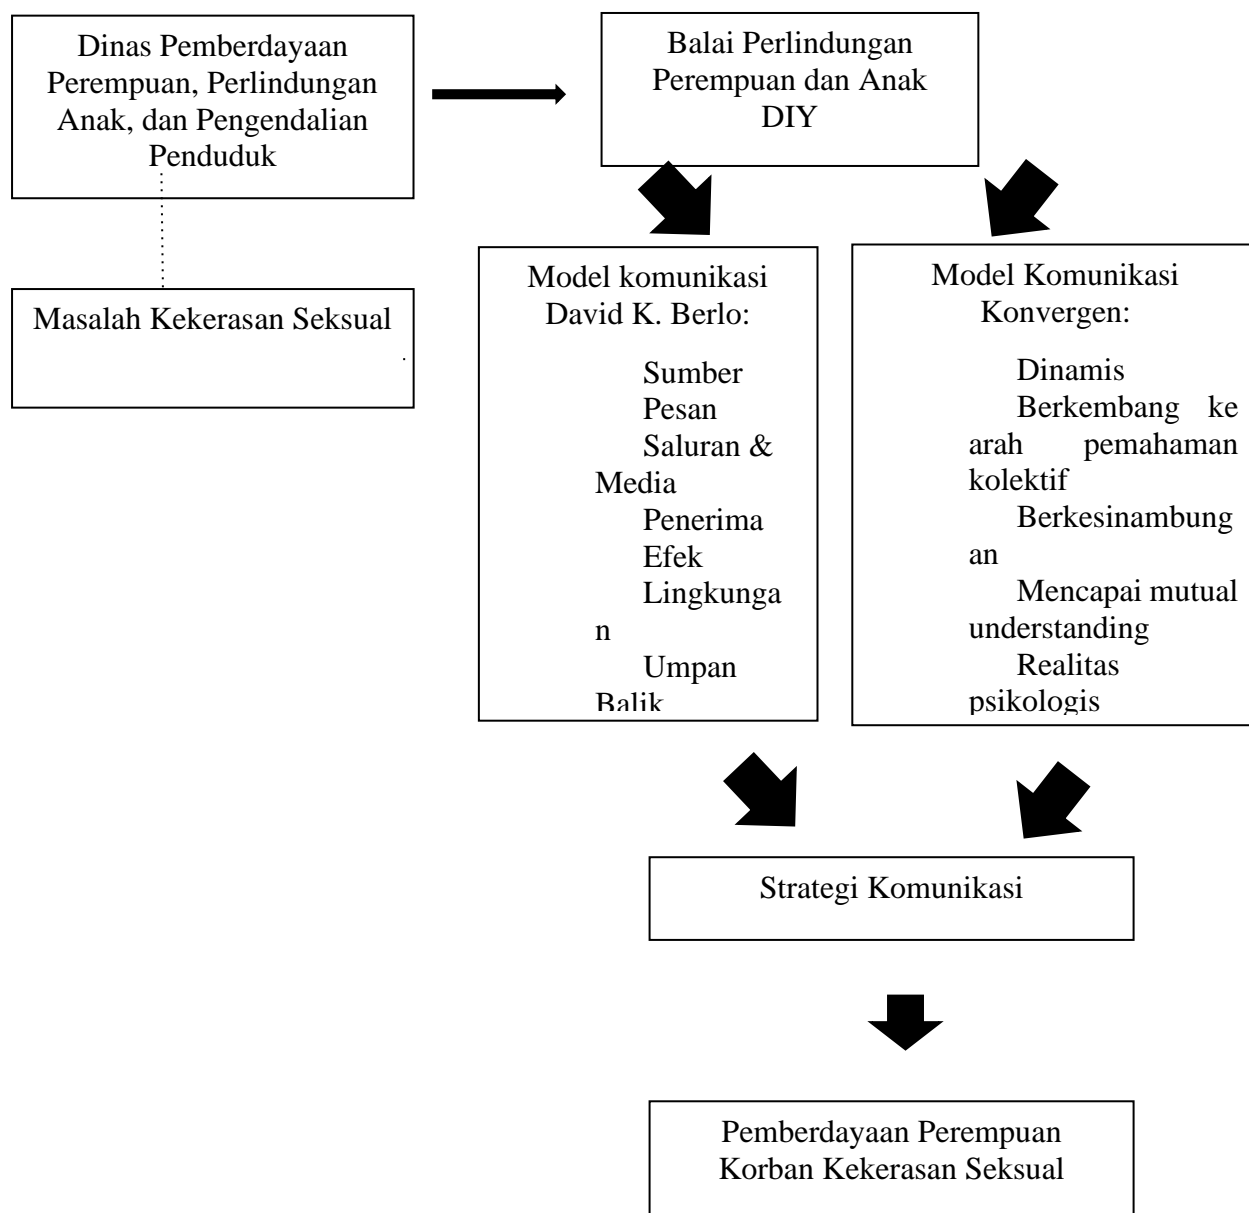 Dinas Pemberdayaan
Perempuan, Perlindungan
Anak, dan Pengendalian
Penduduk
Balai Perlindungan
Perempuan dan Anak
DIY
Masalah Kekerasan Seksual
.
Model komunikasi
David K. Berlo:
Sumber
Pesan
Saluran &
Media
Penerima
Efek
Lingkunga
n
Umpan
Balik
Model Komunikasi
Konvergen:
Dinamis
Berkembang ke
arah pemahaman
kolektif
Berkesinambung
an
Mencapai mutual
understanding
Realitas
psikologis
Strategi Komunikasi
Pemberdayaan Perempuan
Korban Kekerasan Seksual